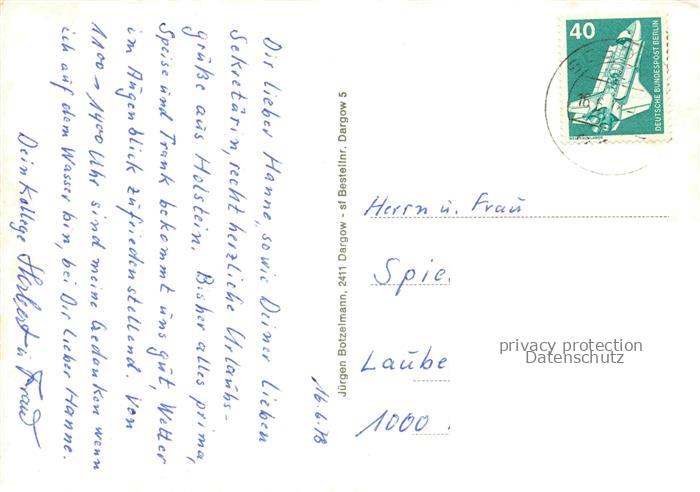 16.6.78
Dir lieber Hanne, sowie Deiner lieben
Sekretärin, recht herzliche Urlaubs-
grüße aus Holstein. Bisher alles prima,
Speise und Trank bekommt uns gut, Wetter
im Augenblick zufriedenstellend. Von
1100 → 1400 Uhr sind meine Gedanken wenn
ich auf dem Wasser bin, bei Dir lieber Hanne.
Dein Kollege Herbert u. Frau
Jürgen Botzelmann, 2411 Dargow - sf Bestellnr. Dargow 5
40
DEUTSCHE BUNDESPOST BERLIN
Herrn u. Frau
Spie
Laube
1000
privacy protection
Datenschutz